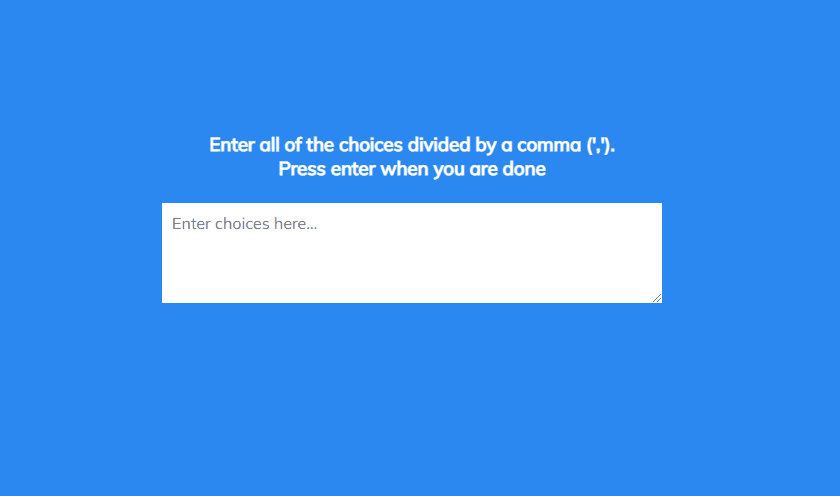 Enter all of the choices divided by a comma (',').
Press enter when you are done
Enter choices here...